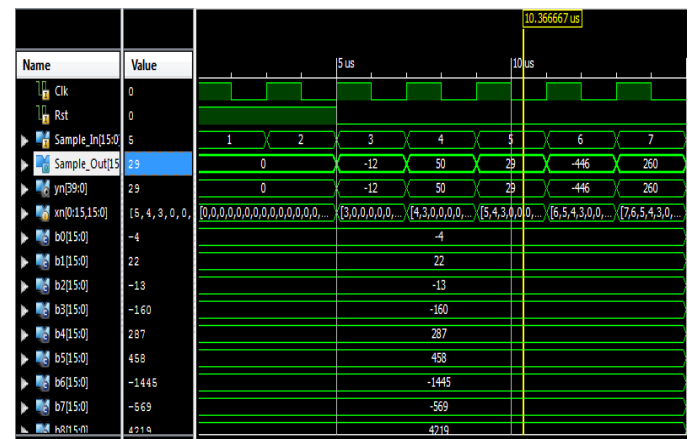 10.366667 us
Name Value 5 us 10 us
Clk 0
Rst 0
Sample_In[15:0] 5 1 2 3 4 5 6 7
Sample_Out[15 29 0 -12 50 29 -446 260
yn[39:0] 29 0 -12 50 29 -446 260
xn[0:15,15:0] [5,4,3,0,0, [0,0,0,0,0,0,0,0,0,0,0,0,0,... [3,0,0,0,0,... [4,3,0,0,0,... [5,4,3,0,0,0,... [6,5,4,3,0,... [7,6,5,4,3,0,...
b0[15:0] -4 -4
b1[15:0] 22 22
b2[15:0] -13 -13
b3[15:0] -160 -160
b4[15:0] 287 287
b5[15:0] 458 458
b6[15:0] -1445 -1445
b7[15:0] -569 -569
b8[15:0] 4219 4219